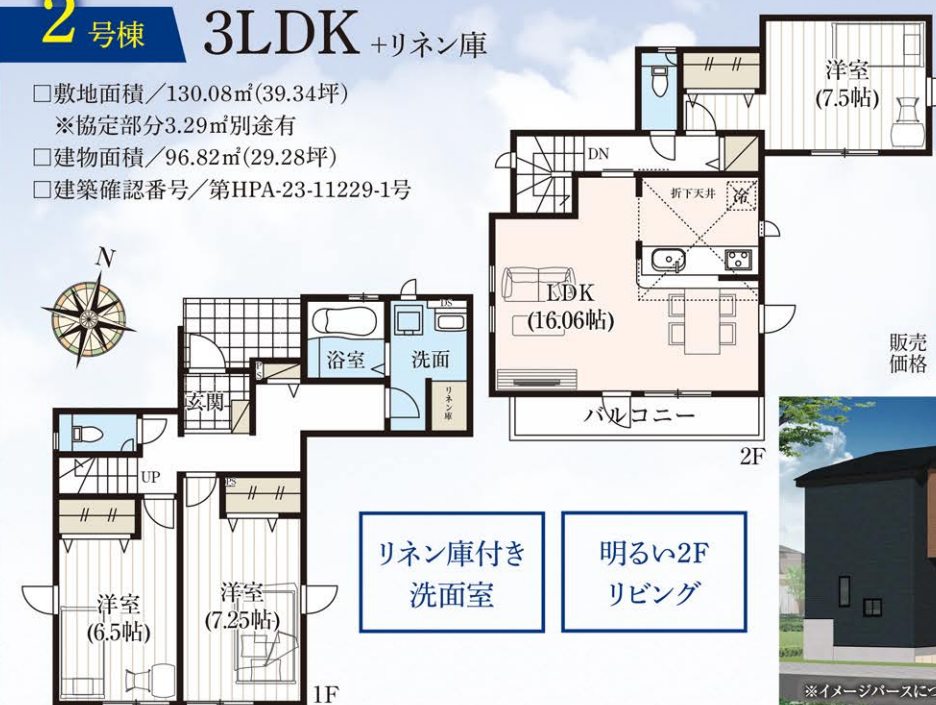 2号棟
3LDK+リネン庫
□敷地面積／130.08㎡(39.34坪)
※協定部分3.29㎡別途有
□建物面積／96.82㎡(29.28坪)
□建築確認番号／第HPA-23-11229-1号
洋室
(7.5帖)
DN
折下天井
冷
LDK
(16.06帖)
バルコニー
2F
販売
価格
N
DS
浴室
洗面
リネン庫
PS
玄関
UP
PS
洋室
(6.5帖)
洋室
(7.25帖)
1F
リネン庫付き
洗面室
明るい2F
リビング
※イメージパースにつ